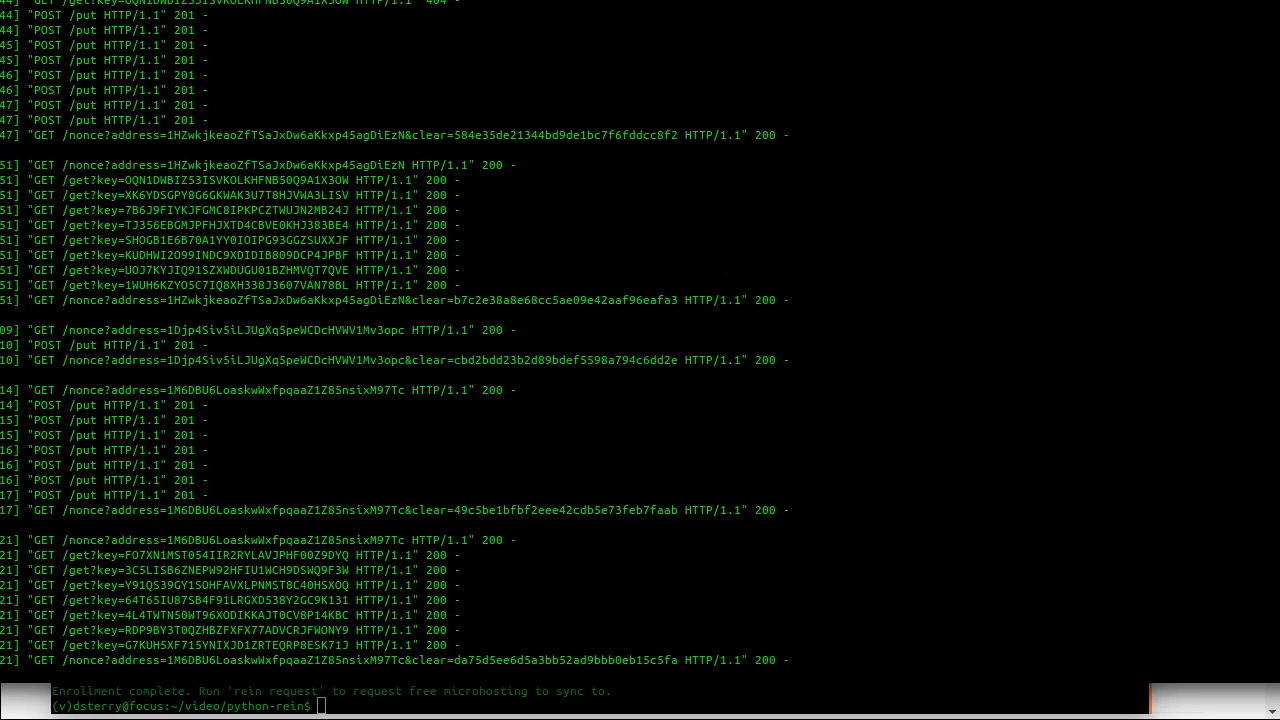 44] "GET /get?key=OQN1DWBIZ53ISVKOLKHFNB50Q9A1X3OW HTTP/1.1" 404 -
44] "POST /put HTTP/1.1" 201 -
44] "POST /put HTTP/1.1" 201 -
45] "POST /put HTTP/1.1" 201 -
45] "POST /put HTTP/1.1" 201 -
46] "POST /put HTTP/1.1" 201 -
46] "POST /put HTTP/1.1" 201 -
47] "POST /put HTTP/1.1" 201 -
47] "POST /put HTTP/1.1" 201 -
47] "GET /nonce?address=1HZwkjkeaoZfTSaJxDw6aKkxp45agDiEzN&clear=584e35de21344bd9de1bc7f6fddcc8f2 HTTP/1.1" 200 -
51] "GET /nonce?address=1HZwkjkeaoZfTSaJxDw6aKkxp45agDiEzN HTTP/1.1" 200 -
51] "GET /get?key=OQN1DWBIZ53ISVKOLKHFNB50Q9A1X3OW HTTP/1.1" 200 -
51] "GET /get?key=XK6YDSGPY8G6GKWAK3U7T8HJVWA3LISV HTTP/1.1" 200 -
51] "GET /get?key=7B6J9FIYKJFGMC8IPKPCZTWUJN2MB24J HTTP/1.1" 200 -
51] "GET /get?key=TJ356EBGMJPFHJXTD4CBVE0KHJ383BE4 HTTP/1.1" 200 -
51] "GET /get?key=SHOGB1E6B70A1YY0IOIPG93GGZSUXXJF HTTP/1.1" 200 -
51] "GET /get?key=KUDHWI2O99INDC9XDIDIB809DCP4JPBF HTTP/1.1" 200 -
51] "GET /get?key=UOJ7KYJIQ91SZXWDUGU01BZHMVQT7QVE HTTP/1.1" 200 -
51] "GET /get?key=1WUH6KZYO5C7IQ8XH338J3607VAN78BL HTTP/1.1" 200 -
51] "GET /nonce?address=1HZwkjkeaoZfTSaJxDw6aKkxp45agDiEzN&clear=b7c2e38a8e68cc5ae09e42aaf96eafa3 HTTP/1.1" 200 -
09] "GET /nonce?address=1Djp4Siv5iLJUgXq5peWCDcHVWV1Mv3opc HTTP/1.1" 200 -
10] "POST /put HTTP/1.1" 201 -
10] "GET /nonce?address=1Djp4Siv5iLJUgXq5peWCDcHVWV1Mv3opc&clear=cbd2bdd23b2d89bdef5598a794c6dd2e HTTP/1.1" 200 -
14] "GET /nonce?address=1M6DBU6LoaskwWxfpqaaZ1Z85nsixM97Tc HTTP/1.1" 200 -
14] "POST /put HTTP/1.1" 201 -
15] "POST /put HTTP/1.1" 201 -
15] "POST /put HTTP/1.1" 201 -
16] "POST /put HTTP/1.1" 201 -
16] "POST /put HTTP/1.1" 201 -
16] "POST /put HTTP/1.1" 201 -
17] "POST /put HTTP/1.1" 201 -
17] "GET /nonce?address=1M6DBU6LoaskwWxfpqaaZ1Z85nsixM97Tc&clear=49c5be1bfbf2eee42cdb5e73feb7faab HTTP/1.1" 200 -
21] "GET /nonce?address=1M6DBU6LoaskwWxfpqaaZ1Z85nsixM97Tc HTTP/1.1" 200 -
21] "GET /get?key=FO7XN1MST054IIR2RYLAVJPHF00Z9DYQ HTTP/1.1" 200 -
21] "GET /get?key=3C5LISB6ZNEPW92HFIU1WCH9DSWQ9F3W HTTP/1.1" 200 -
21] "GET /get?key=Y91QS39GY1SOHFAVXLPNMST8C40HSXOQ HTTP/1.1" 200 -
21] "GET /get?key=64T65IU87SB4F91LRGXD538Y2GC9K131 HTTP/1.1" 200 -
21] "GET /get?key=4L4TWTN50WT96XODIKKAJT0CV8P14KBC HTTP/1.1" 200 -
21] "GET /get?key=RDP9BY3T0QZHBZFXFX77ADVCRJFWONY9 HTTP/1.1" 200 -
21] "GET /get?key=G7KUH5XF715YNIXJD1ZRTEQRP8ESK71J HTTP/1.1" 200 -
21] "GET /nonce?address=1M6DBU6LoaskwWxfpqaaZ1Z85nsixM97Tc&clear=da75d5ee6d5a3bb52ad9bbb0eb15c5fa HTTP/1.1" 200 -
Enrollment complete. Run 'rein request' to request free microhosting to sync to.
(v)dsterry@focus:~/video/python-rein$